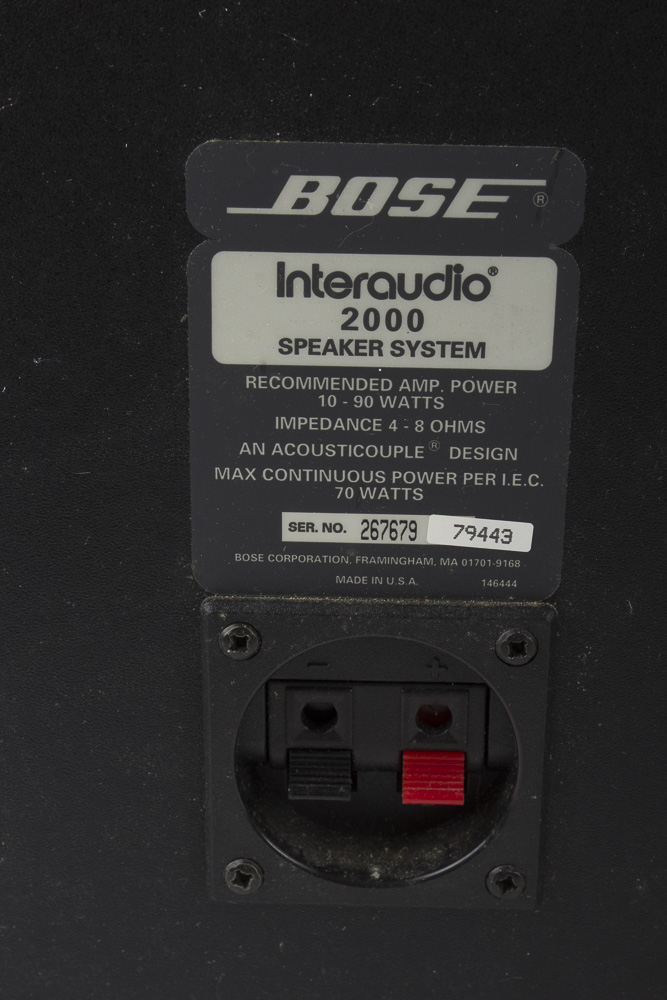 BOSE®
Interaudio®
2000
SPEAKER SYSTEM
RECOMMENDED AMP. POWER
10 - 90 WATTS
IMPEDANCE 4 - 8 OHMS
AN ACOUSTICOUPLE® DESIGN
MAX CONTINUOUS POWER PER I.E.C.
70 WATTS
SER. NO. 267679 79443
BOSE CORPORATION, FRAMINGHAM, MA 01701-9168
MADE IN U.S.A. 146444
- +